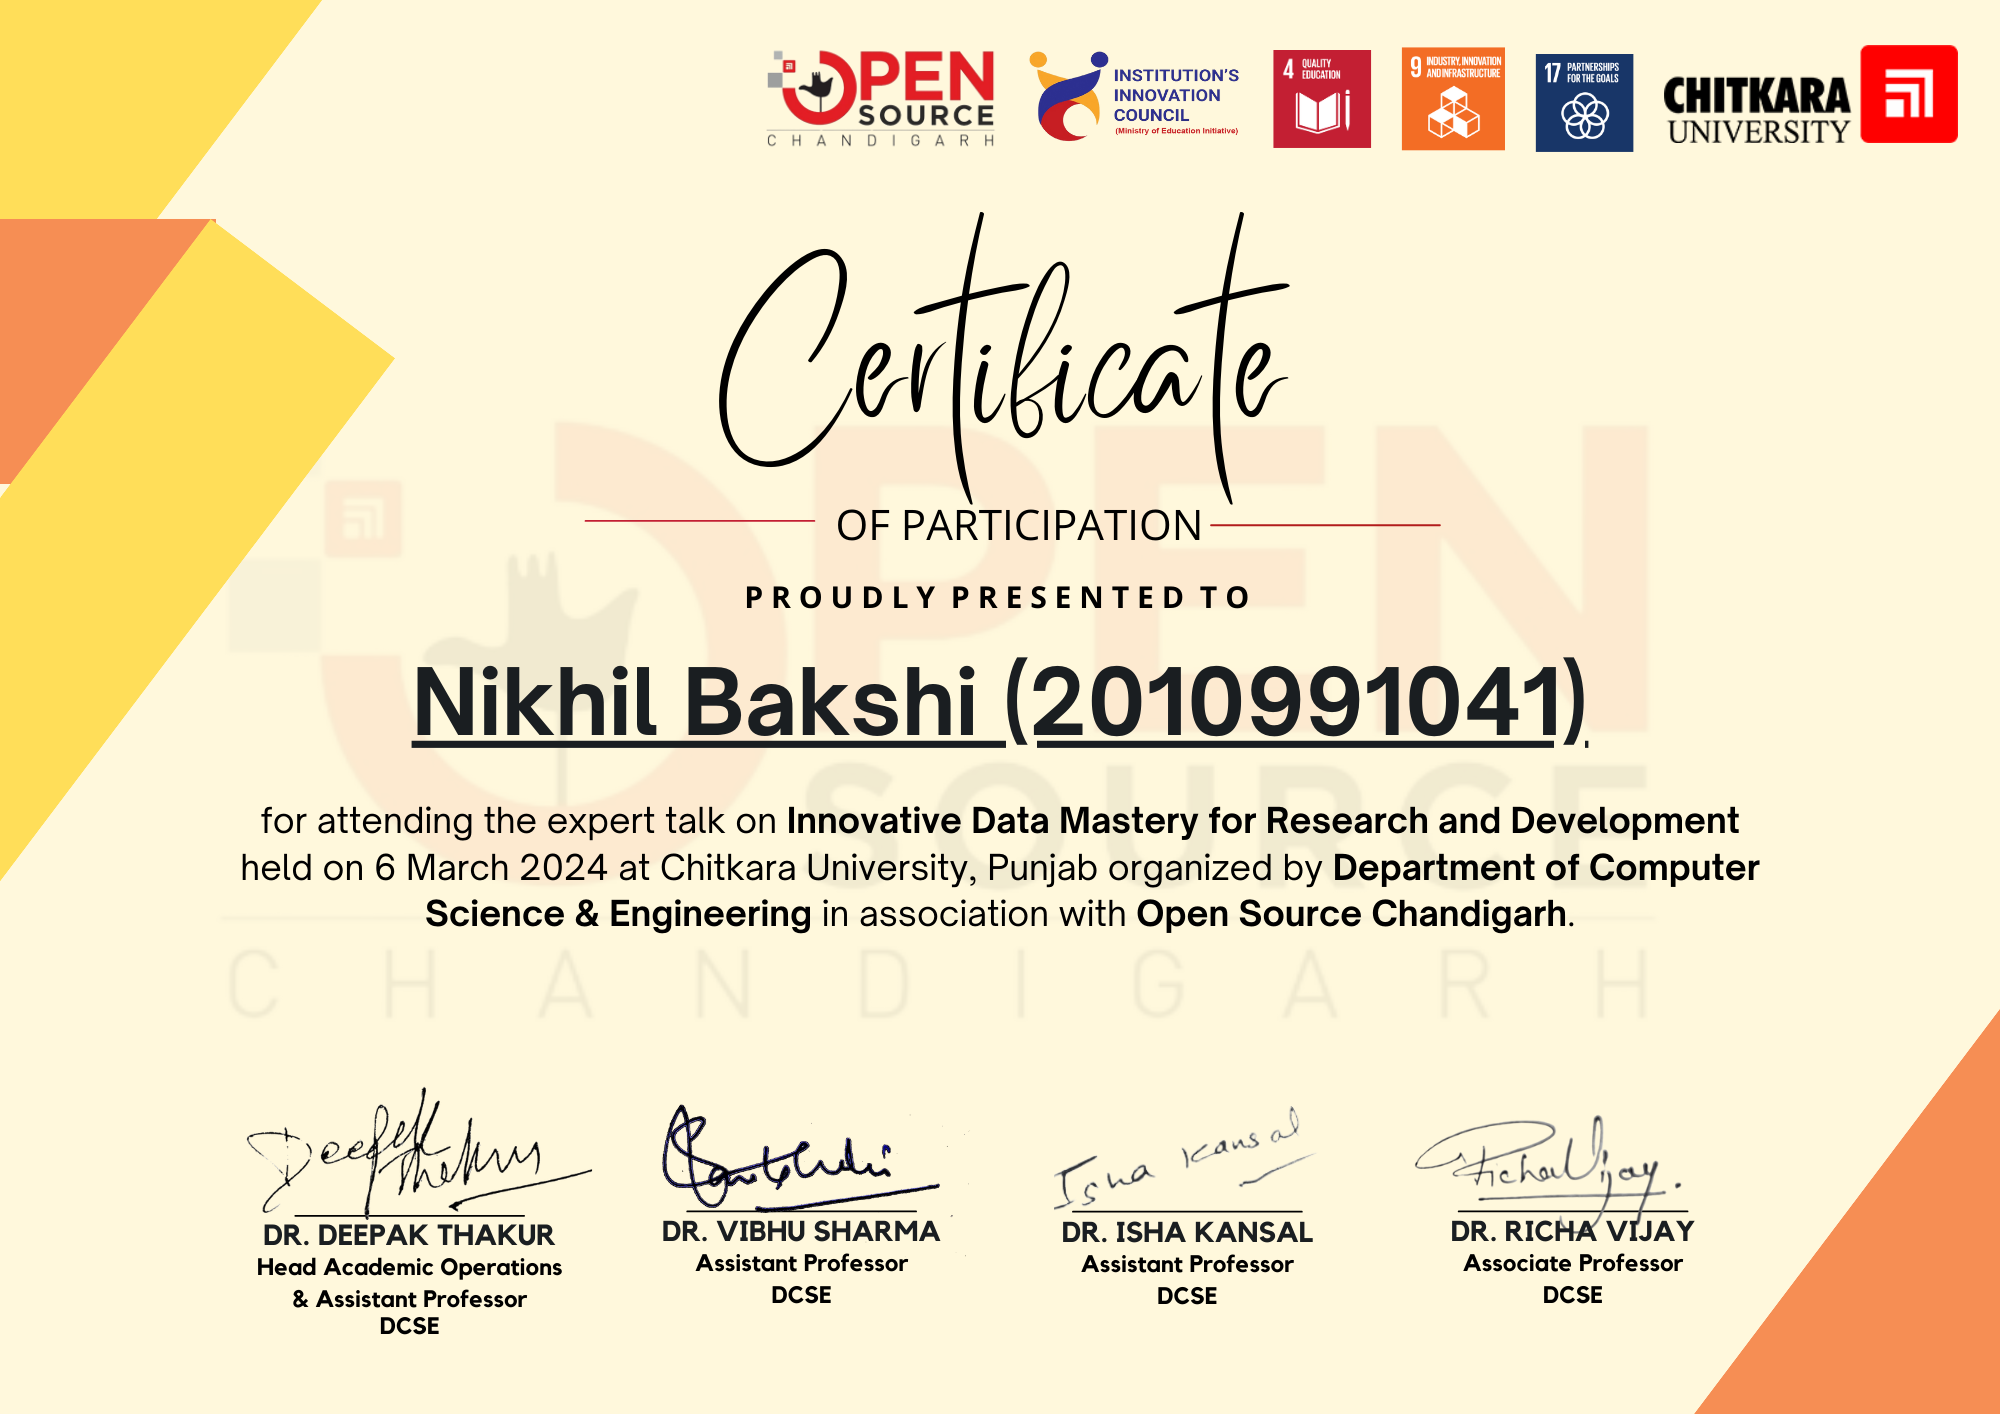 OPEN
SOURCE
CHANDIGARH
INSTITUTION'S
INNOVATION
COUNCIL
(Ministry of Education Initiative)
4 QUALITY
EDUCATION
9 INDUSTRY, INNOVATION
AND INFRASTRUCTURE
17 PARTNERSHIPS
FOR THE GOALS
CHITKARA
UNIVERSITY
Certificate
OF PARTICIPATION
PROUDLY PRESENTED TO
Nikhil Bakshi (2010991041)
for attending the expert talk on Innovative Data Mastery for Research and Development
held on 6 March 2024 at Chitkara University, Punjab organized by Department of Computer
Science & Engineering in association with Open Source Chandigarh.
OPEN
SOURCE
CHANDIGARH
Deepak Thakur
Isha Kansal
Richa Vijay.
DR. DEEPAK THAKUR
Head Academic Operations
& Assistant Professor
DCSE
DR. VIBHU SHARMA
Assistant Professor
DCSE
DR. ISHA KANSAL
Assistant Professor
DCSE
DR. RICHA VIJAY
Associate Professor
DCSE